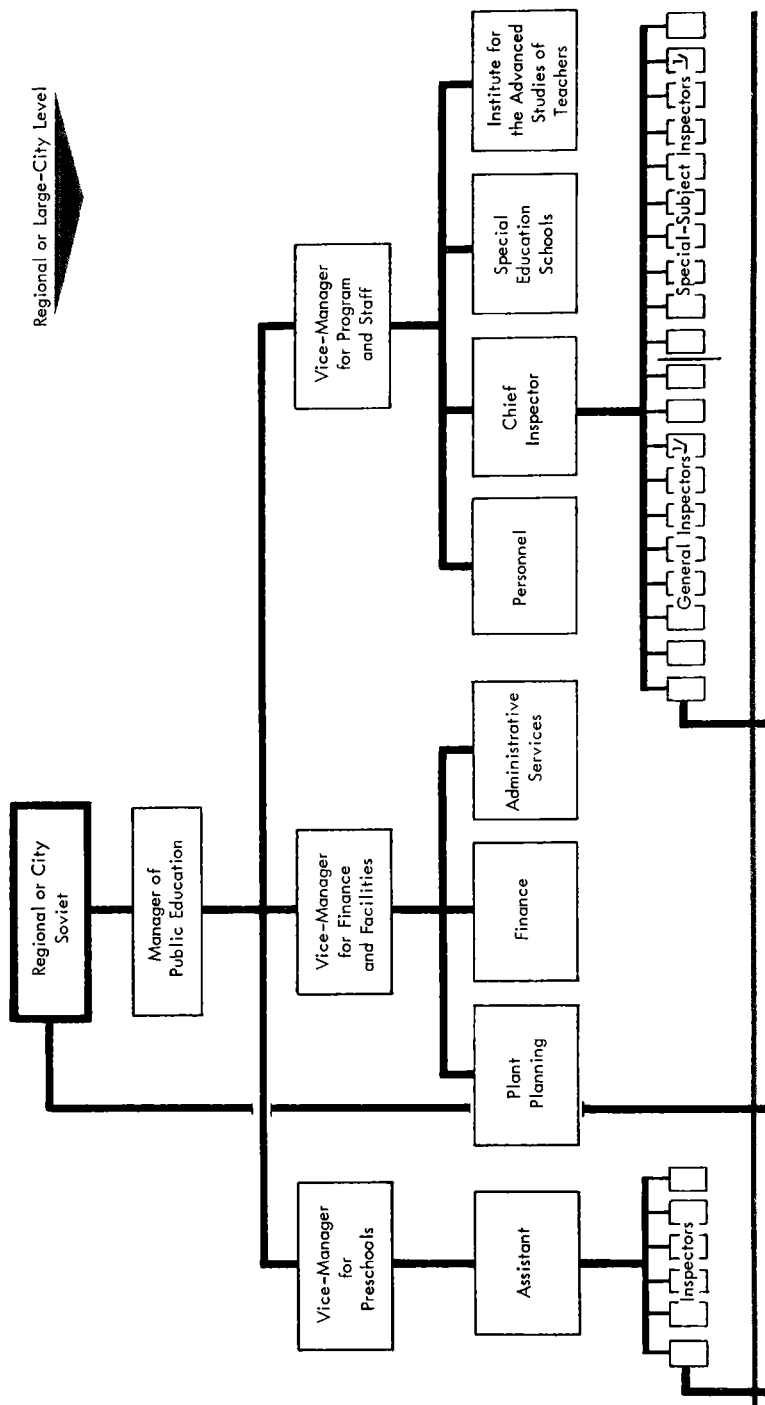 Regional or Large-City Level
Regional or City
Soviet
Manager of
Public Education
Vice-Manager
for
Preschools
Vice-Manager
for Finance
and Facilities
Vice-Manager
for Program
and Staff
Assistant
Plant
Planning
Finance
Administrative
Services
Personnel
Chief
Inspector
Special
Education
Schools
Institute for
the Advanced
Studies of
Teachers
Inspectors
General Inspectors 1/
Special-Subject Inspectors 1/